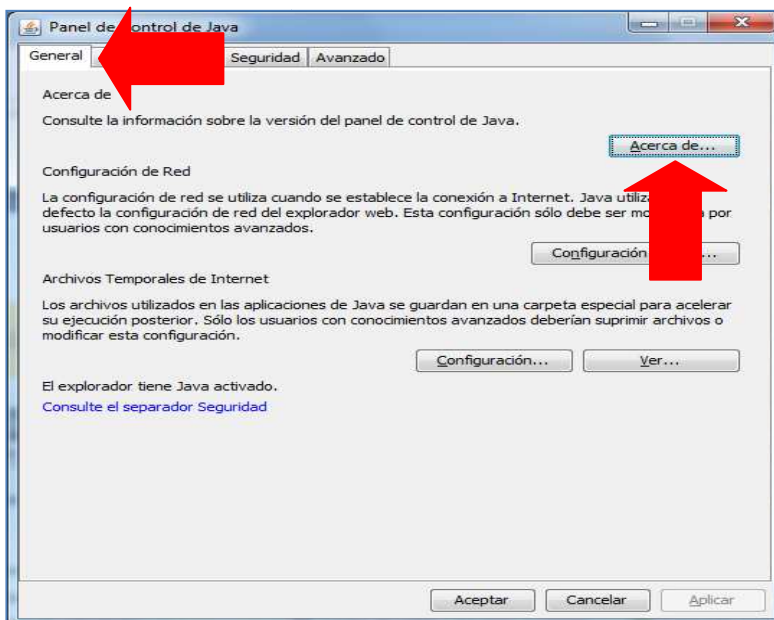 Panel de Control de Java
General Seguridad Avanzado
Acerca de
Consulte la información sobre la versión del panel de control de Java.
Acerca de...
Configuración de Red
La configuración de red se utiliza cuando se establece la conexión a Internet. Java utiliza
defecto la configuración de red del explorador web. Esta configuración sólo debe ser por
usuarios con conocimientos avanzados.
Configuración ...
Archivos Temporales de Internet
Los archivos utilizados en las aplicaciones de Java se guardan en una carpeta especial para acelerar
su ejecución posterior. Sólo los usuarios con conocimientos avanzados deberían suprimir archivos o
modificar esta configuración.
Configuración... Ver...
El explorador tiene Java activado.
Consulte el separador Seguridad
Aceptar Cancelar Aplicar